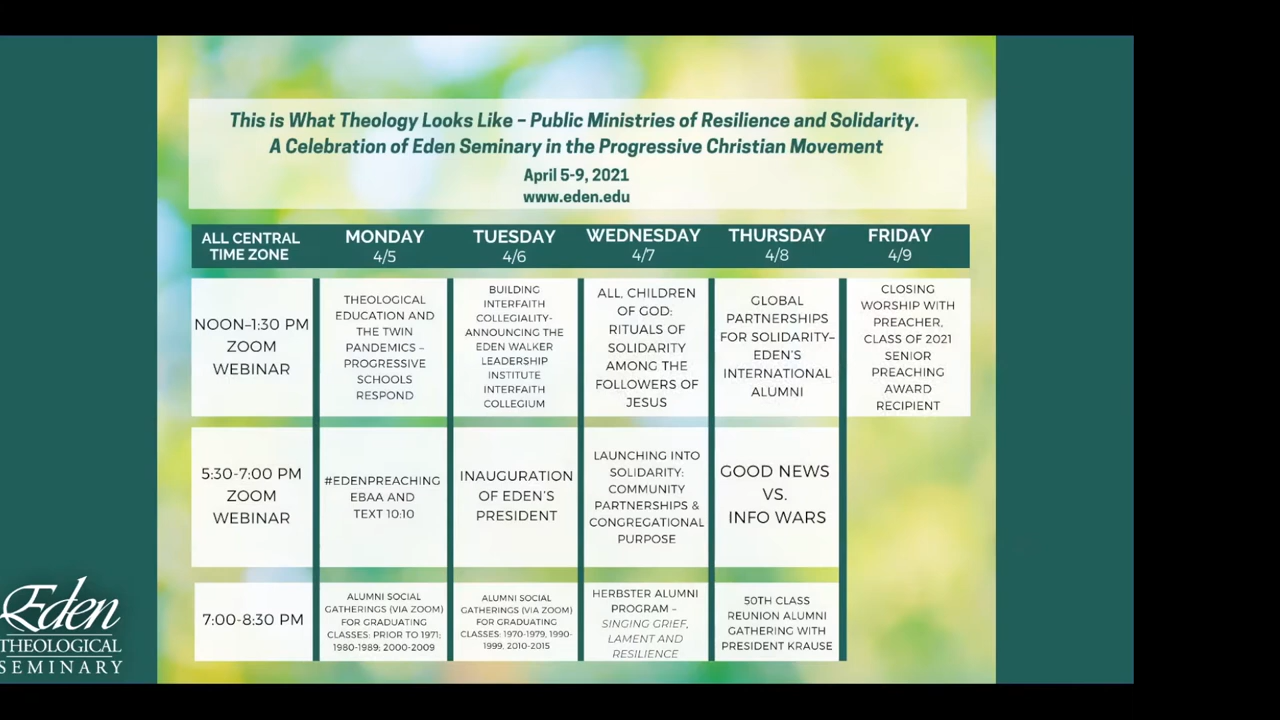 This is What Theology Looks Like – Public Ministries of Resilience and Solidarity.
A Celebration of Eden Seminary in the Progressive Christian Movement
April 5-9, 2021
www.eden.edu
ALL CENTRAL
TIME ZONE
MONDAY
4/5
TUESDAY
4/6
WEDNESDAY
4/7
THURSDAY
4/8
FRIDAY
4/9
NOON–1:30 PM
ZOOM
WEBINAR
THEOLOGICAL
EDUCATION AND
THE TWIN
PANDEMICS –
PROGRESSIVE
SCHOOLS
RESPOND
BUILDING
INTERFAITH
COLLEGIALITY-
ANNOUNCING THE
EDEN WALKER
LEADERSHIP
INSTITUTE
INTERFAITH
COLLEGIUM
ALL, CHILDREN
OF GOD:
RITUALS OF
SOLIDARITY
AMONG THE
FOLLOWERS OF
JESUS
GLOBAL
PARTNERSHIPS
FOR SOLIDARITY–
EDEN'S
INTERNATIONAL
ALUMNI
CLOSING
WORSHIP WITH
PREACHER,
CLASS OF 2021
SENIOR
PREACHING
AWARD
RECIPIENT
5:30-7:00 PM
ZOOM
WEBINAR
#EDENPREACHING
EBAA AND
TEXT 10:10
INAUGURATION
OF EDEN'S
PRESIDENT
LAUNCHING INTO
SOLIDARITY:
COMMUNITY
PARTNERSHIPS &
CONGREGATIONAL
PURPOSE
GOOD NEWS
VS.
INFO WARS
7:00-8:30 PM
ALUMNI SOCIAL
GATHERINGS (VIA ZOOM)
FOR GRADUATING
CLASSES: PRIOR TO 1971;
1980-1989; 2000-2009
ALUMNI SOCIAL
GATHERINGS (VIA ZOOM)
FOR GRADUATING
CLASSES: 1970-1979, 1990-
1999, 2010-2015
HERBSTER ALUMNI
PROGRAM –
SINGING GRIEF,
LAMENT AND
RESILIENCE
50TH CLASS
REUNION ALUMNI
GATHERING WITH
PRESIDENT KRAUSE
Eden
THEOLOGICAL
SEMINARY